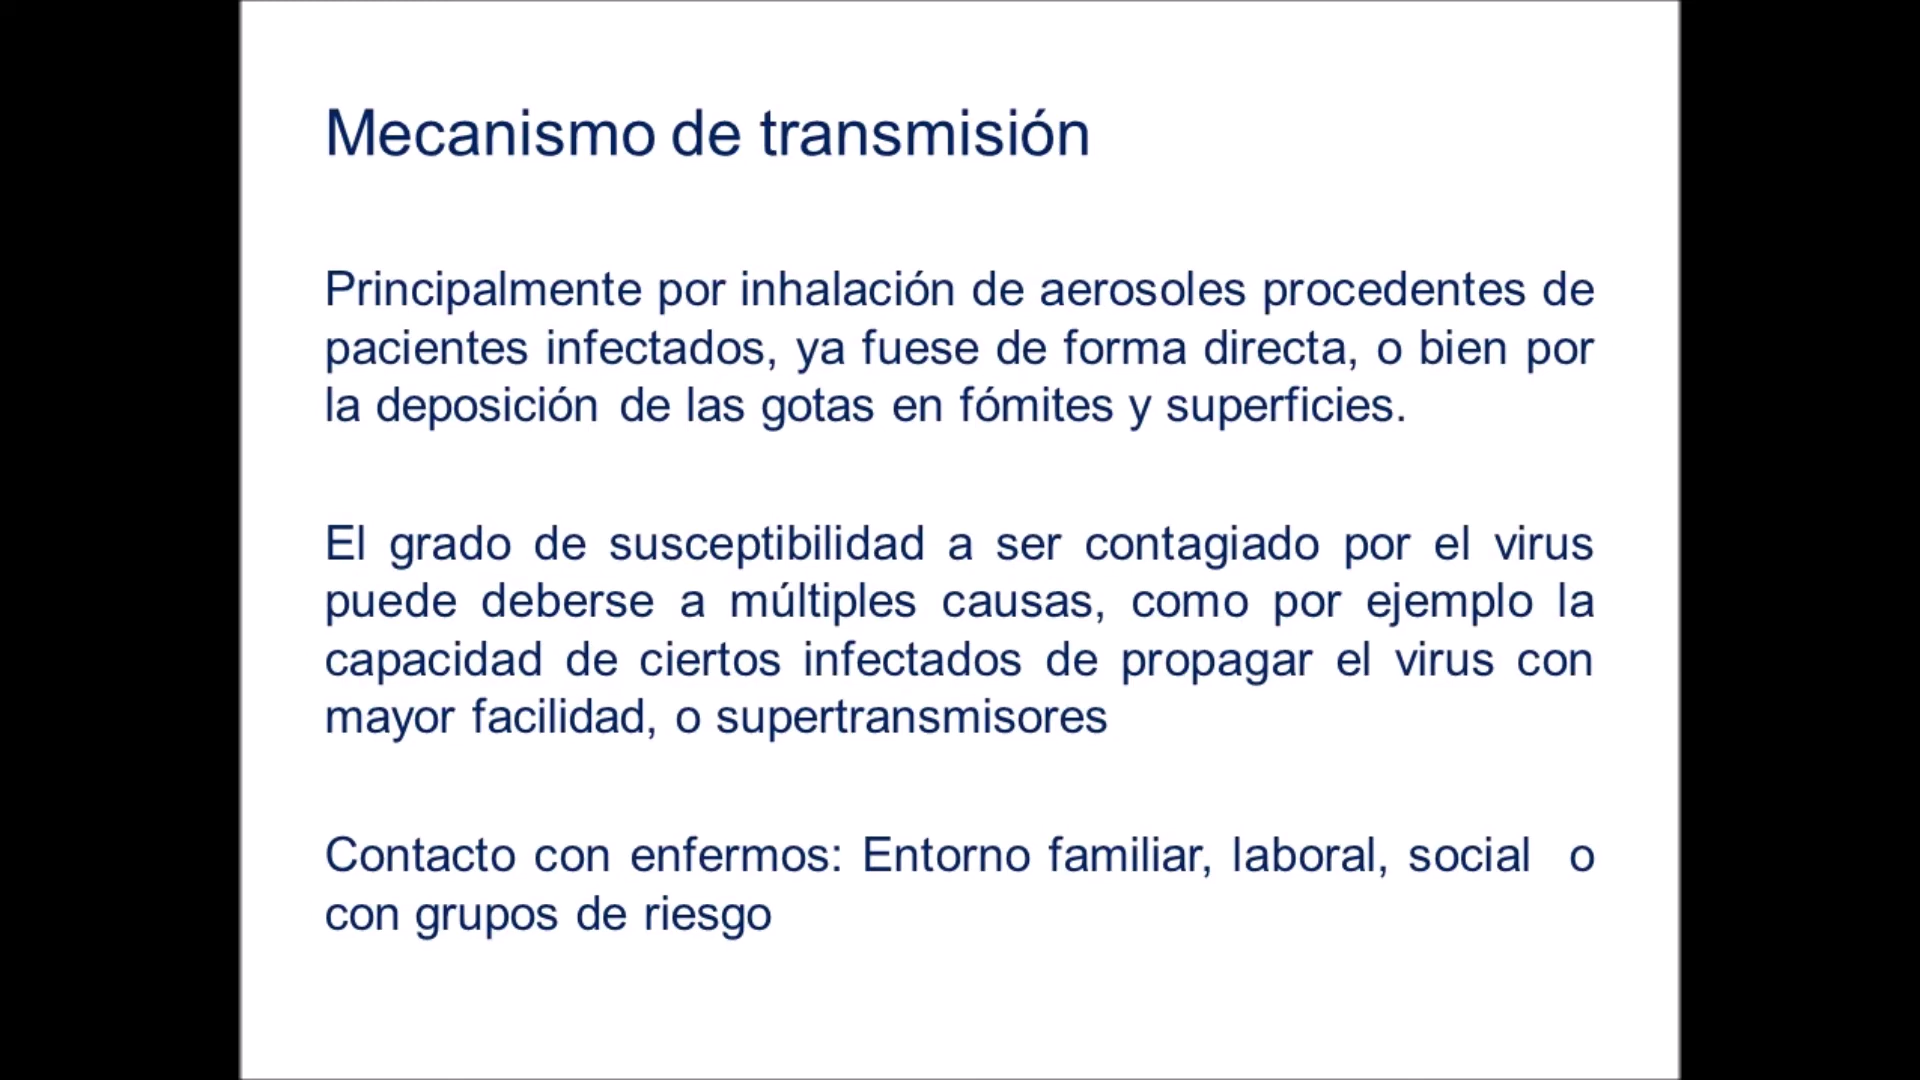 Mecanismo de transmisión
Principalmente por inhalación de aerosoles procedentes de
pacientes infectados, ya fuese de forma directa, o bien por
la deposición de las gotas en fómites y superficies.
El grado de susceptibilidad a ser contagiado por el virus
puede deberse a múltiples causas, como por ejemplo la
capacidad de ciertos infectados de propagar el virus con
mayor facilidad, o supertransmisores
Contacto con enfermos: Entorno familiar, laboral, social o
con grupos de riesgo